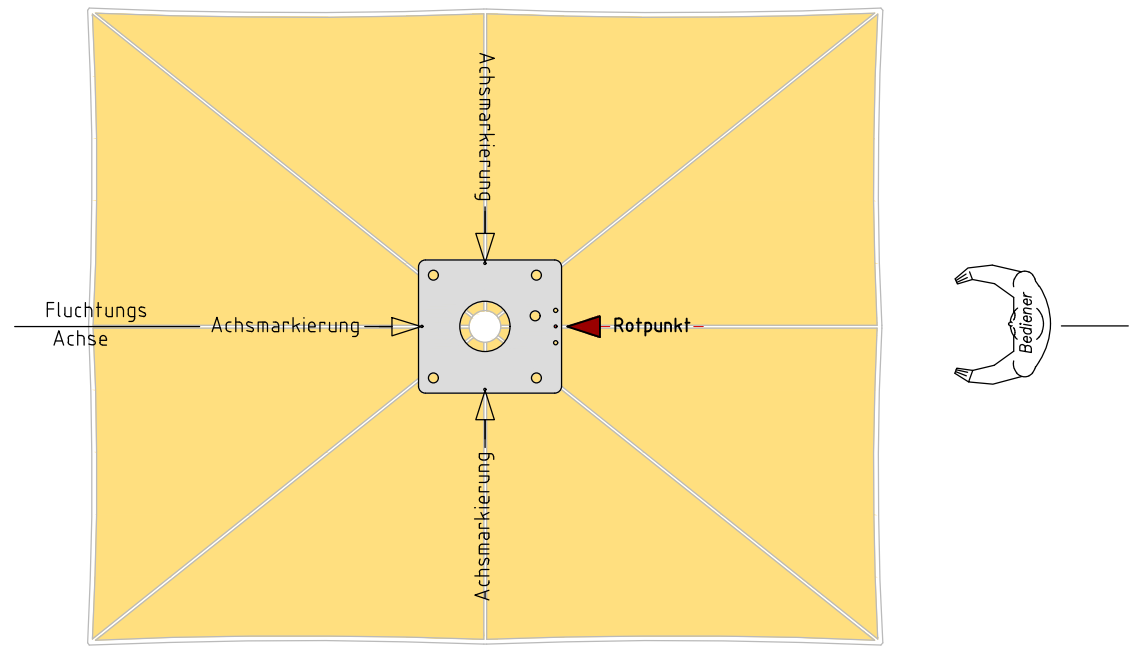 Achsmarkierung
Fluchtungs
Achse
Achsmarkierung
Rotpunkt
Bediener
Achsmarkierung